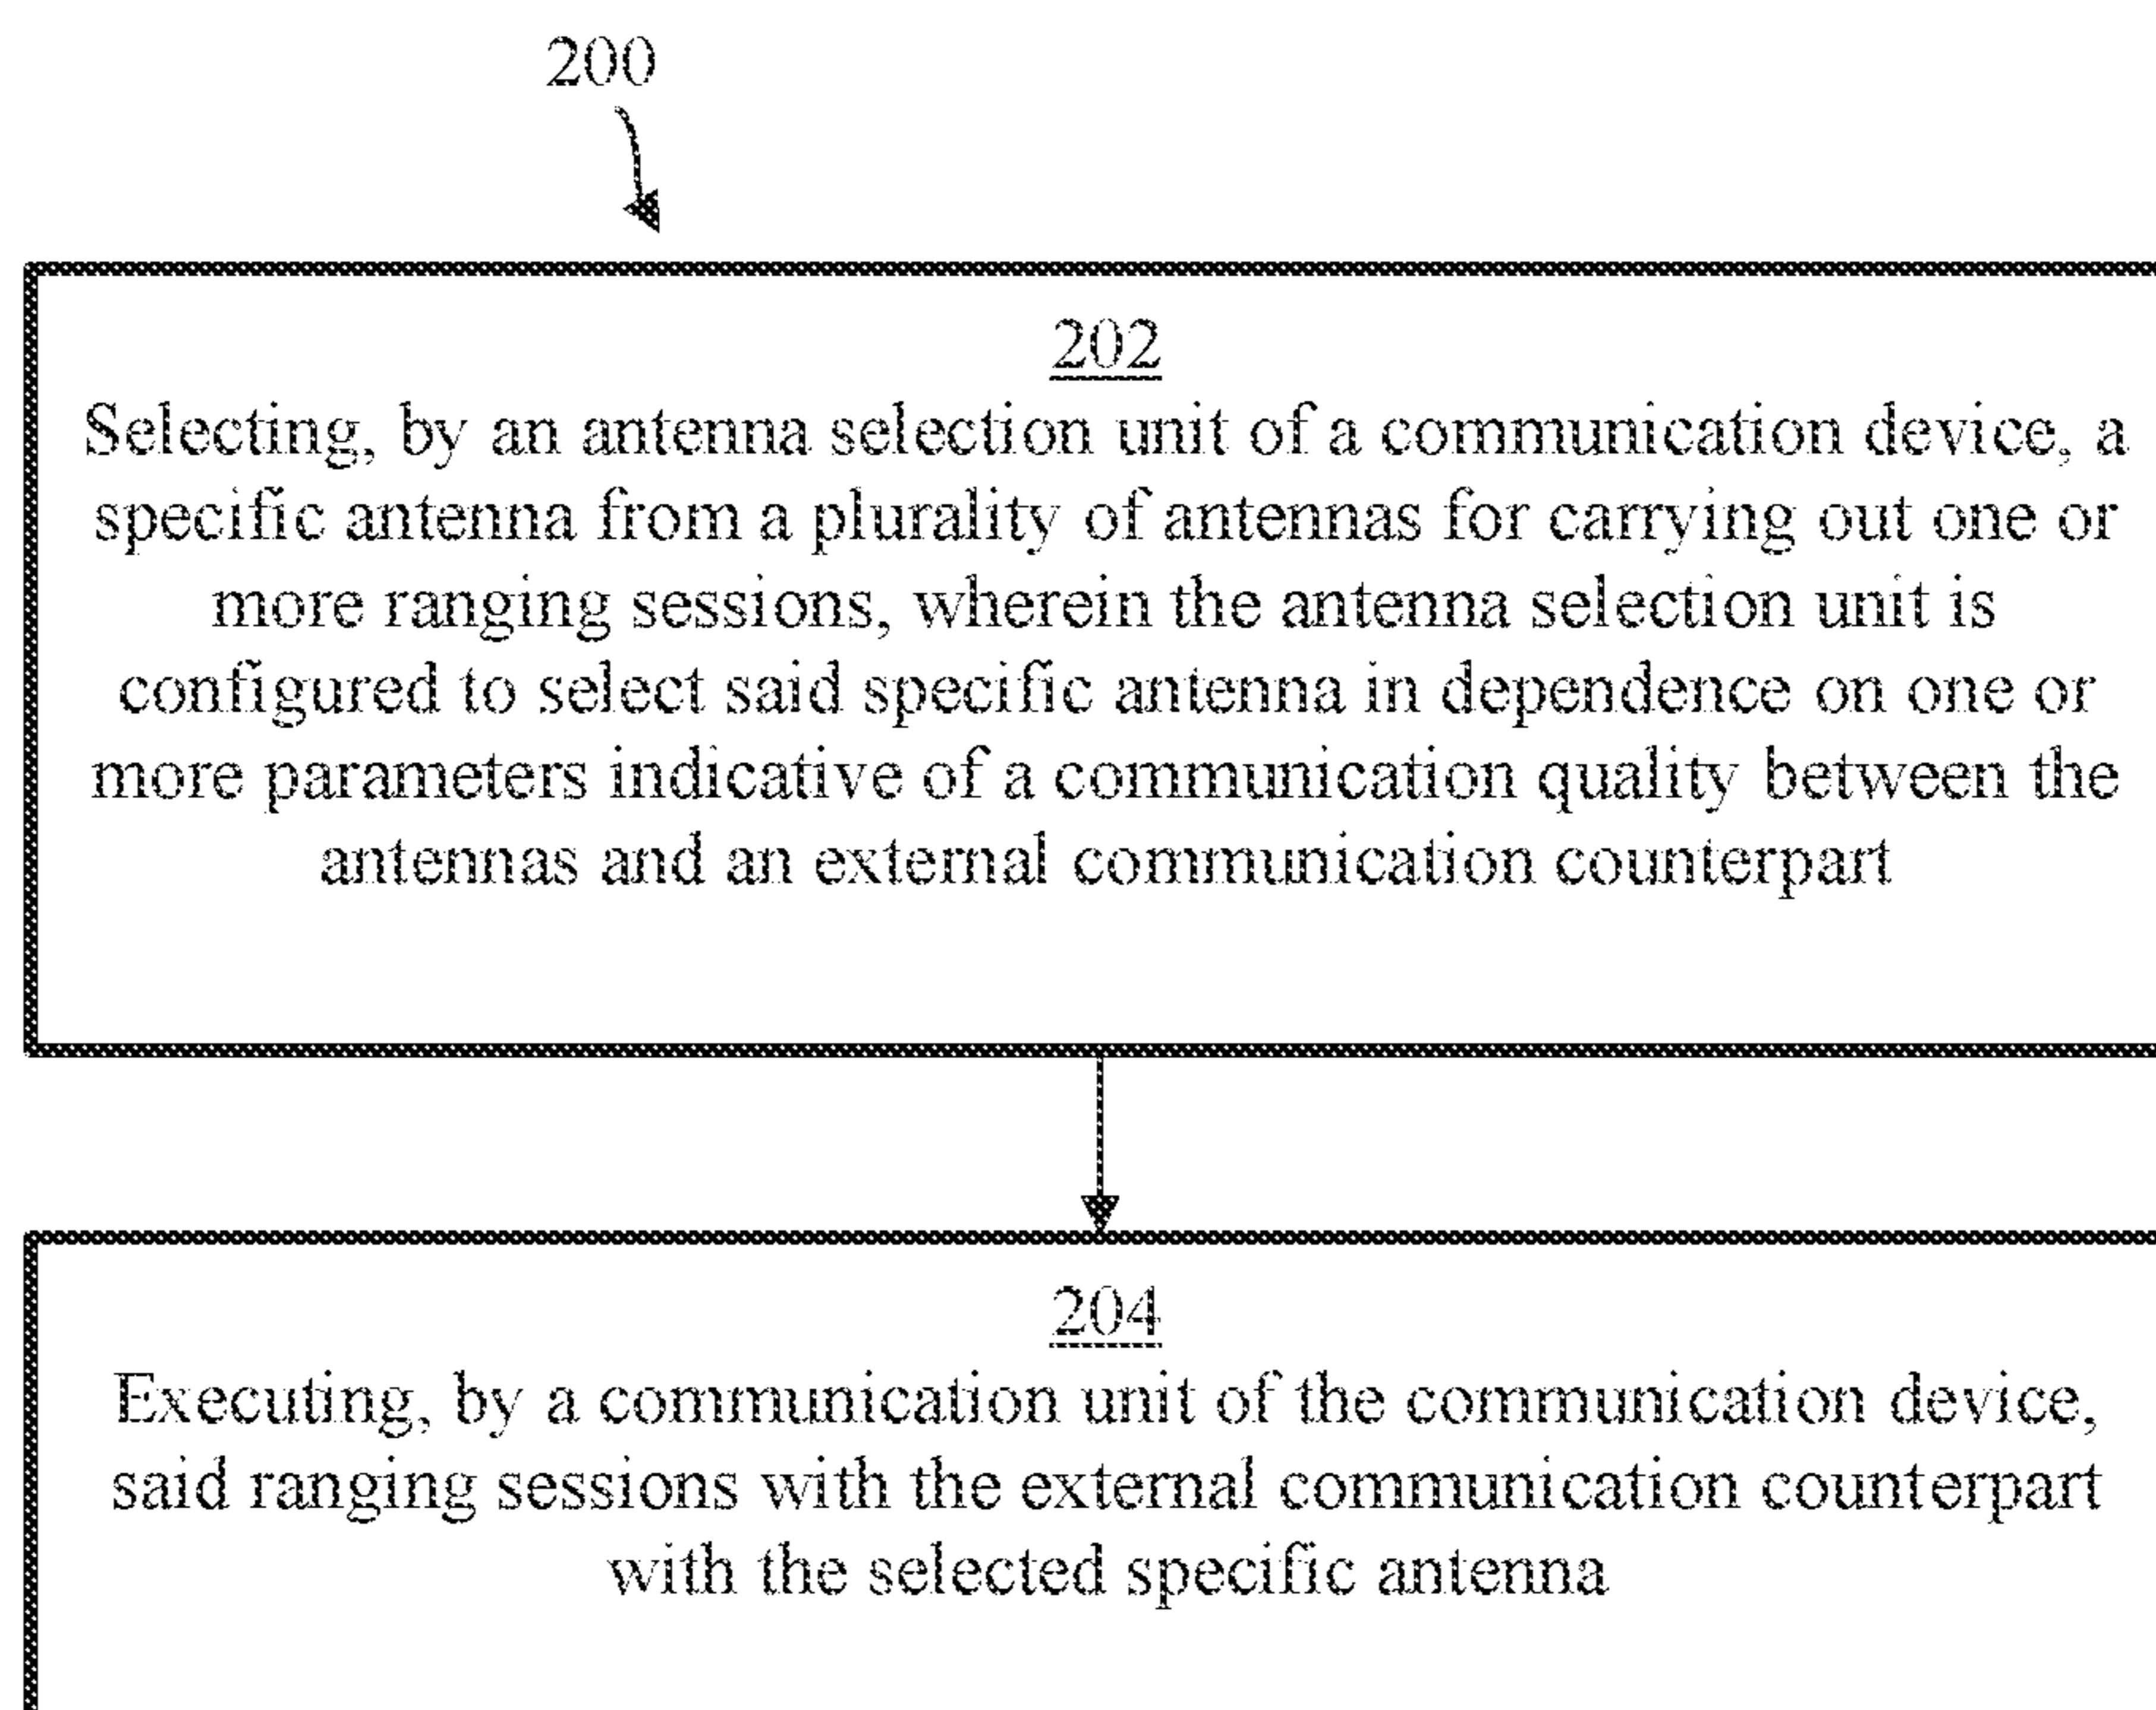 200
202
Selecting, by an antenna selection unit of a communication device, a
specific antenna from a plurality of antennas for carrying out one or
more ranging sessions, wherein the antenna selection unit is
configured to select said specific antenna in dependence on one or
more parameters indicative of a communication quality between the
antennas and an external communication counterpart
204
Executing, by a communication unit of the communication device,
said ranging sessions with the external communication counterpart
with the selected specific antenna